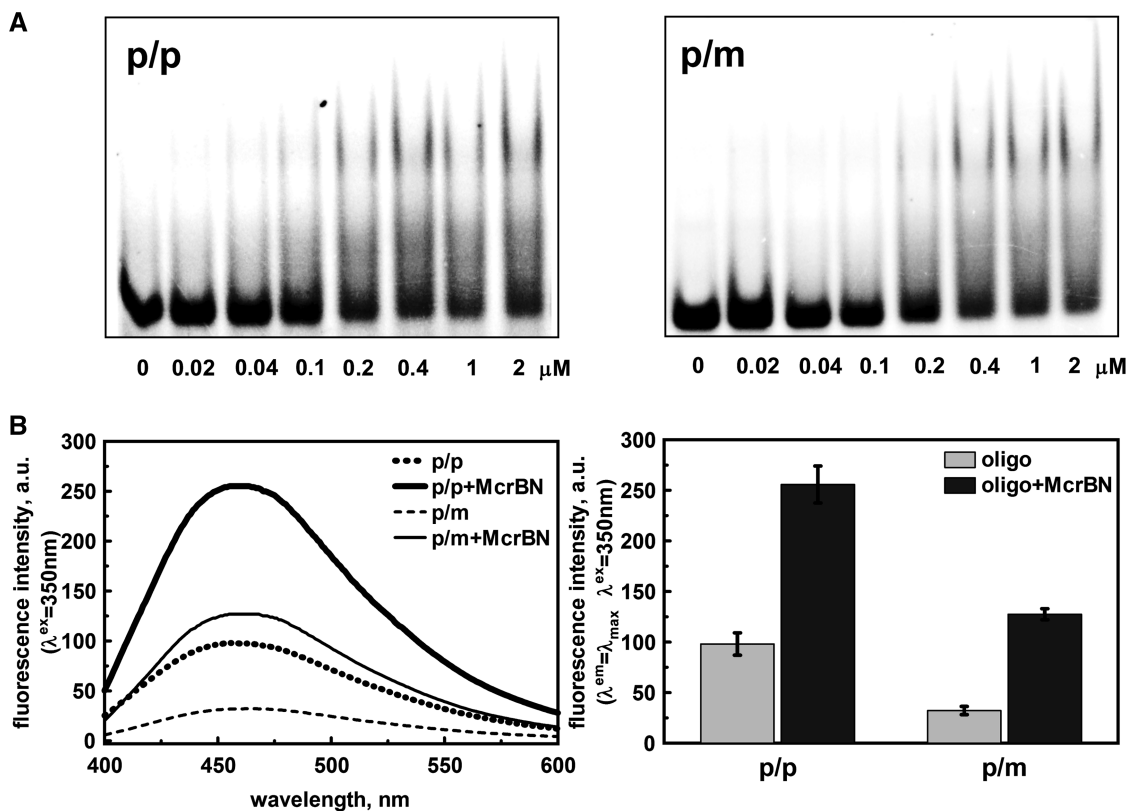 A
p/p
p/m
0 0.02 0.04 0.1 0.2 0.4 1 2 μM
0 0.02 0.04 0.1 0.2 0.4 1 2 μM
B
fluorescence intensity, a.u.
(λex=350nm)
300
250
200
150
100
50
0
400 450 500 550 600
wavelength, nm
p/p
p/p+McrBN
p/m
p/m+McrBN
fluorescence intensity, a.u.
(λem=λmax λex=350nm)
300
250
200
150
100
50
0
oligo
oligo+McrBN
p/p p/m